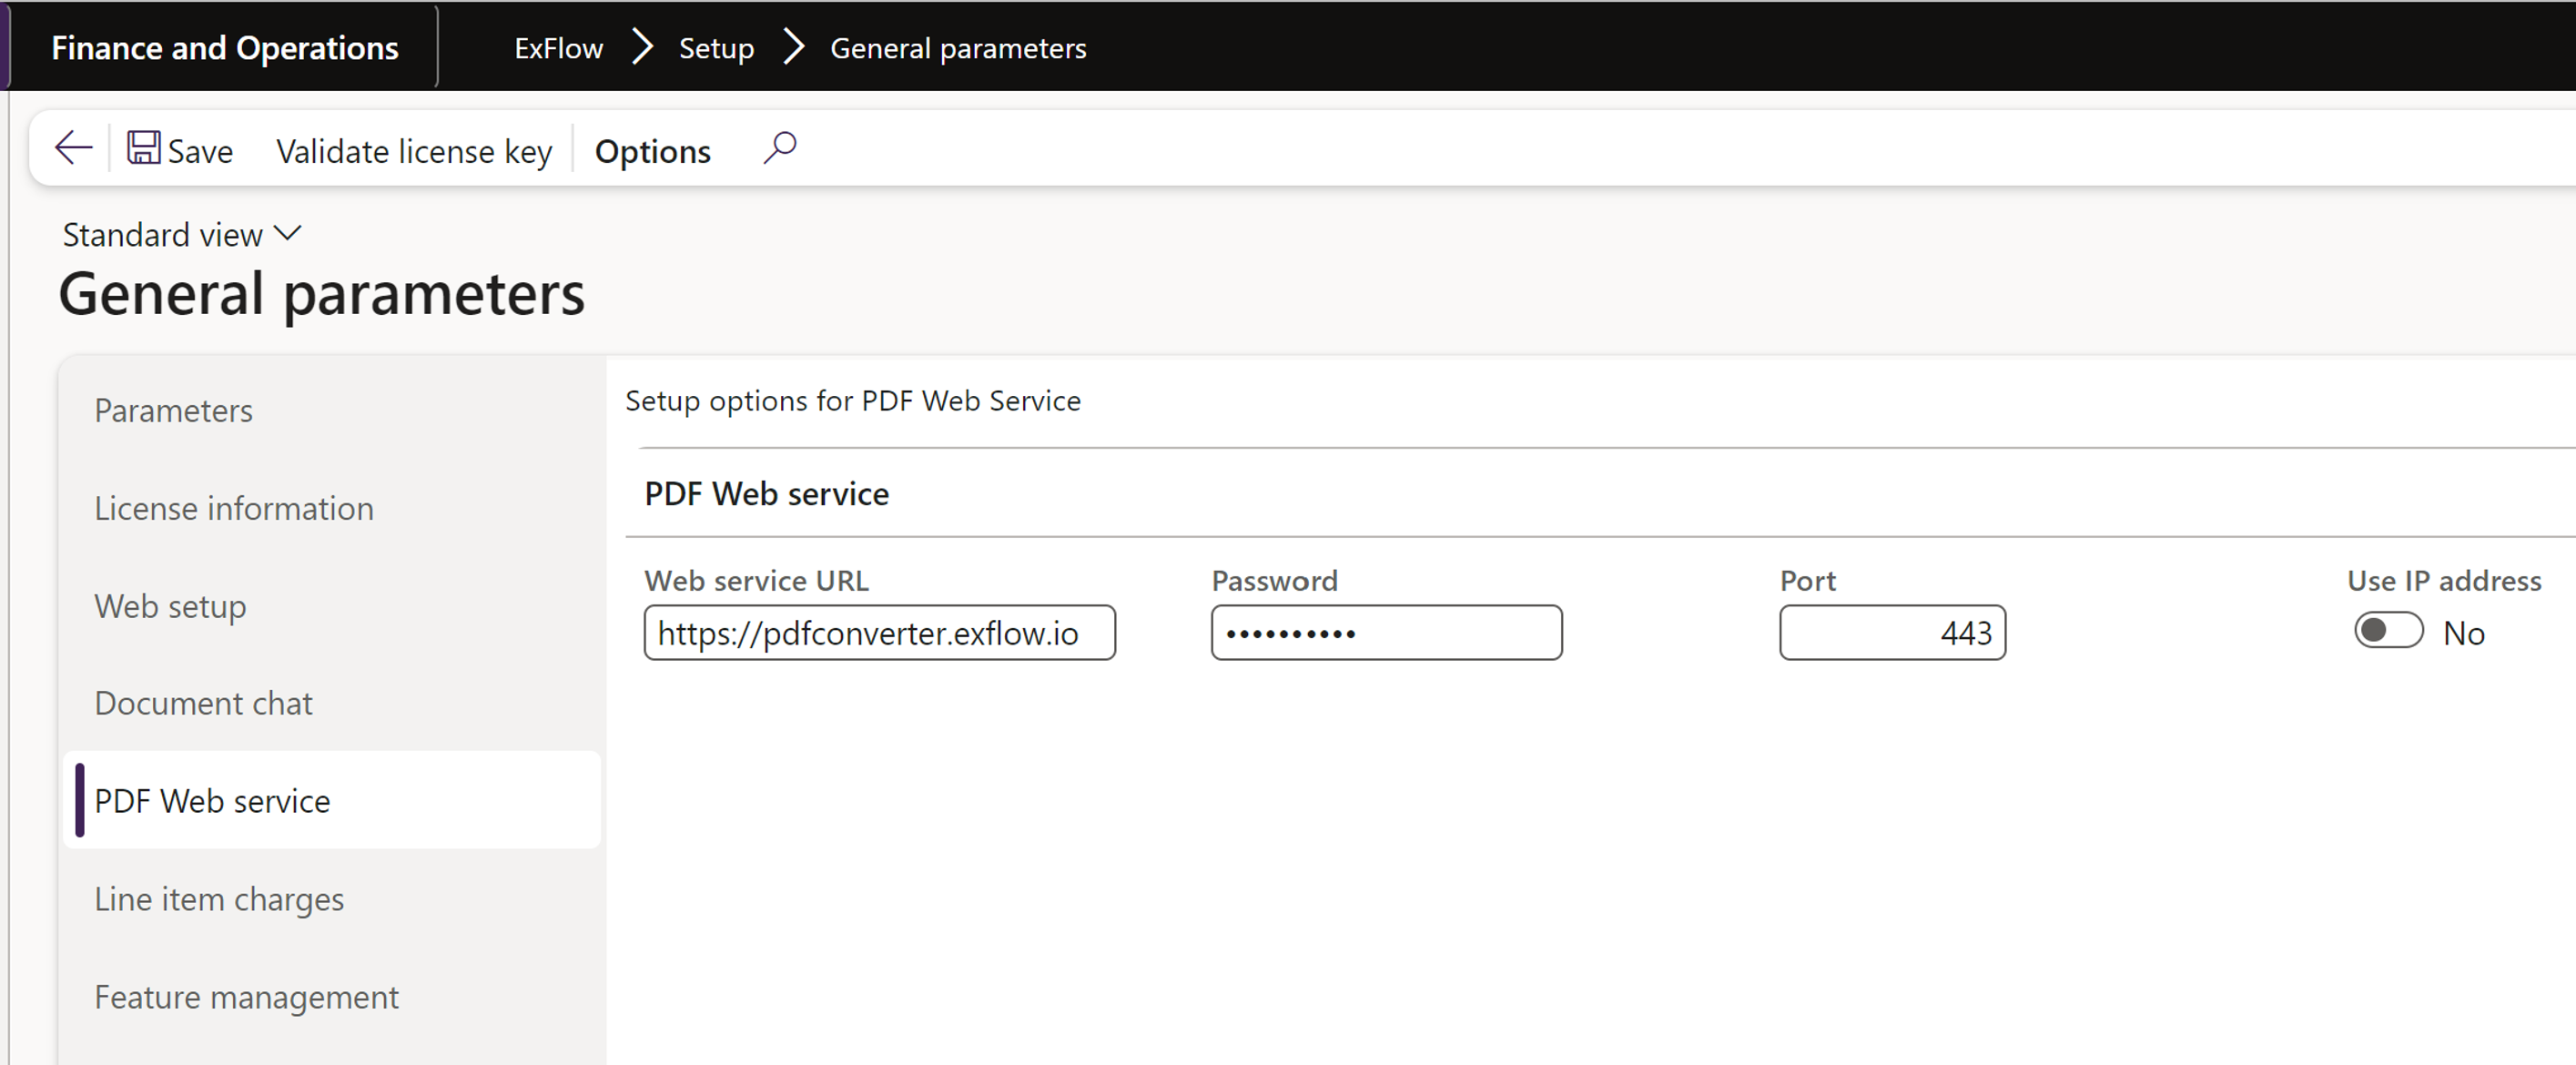 Finance and Operations
ExFlow > Setup > General parameters
Save Validate license key Options
Standard view
General parameters
Parameters
License information
Web setup
Document chat
PDF Web service
Line item charges
Feature management
Setup options for PDF Web Service
PDF Web service
Web service URL Password Port Use IP address
https://pdfconverter.exflow.io •••••••••• 443 No